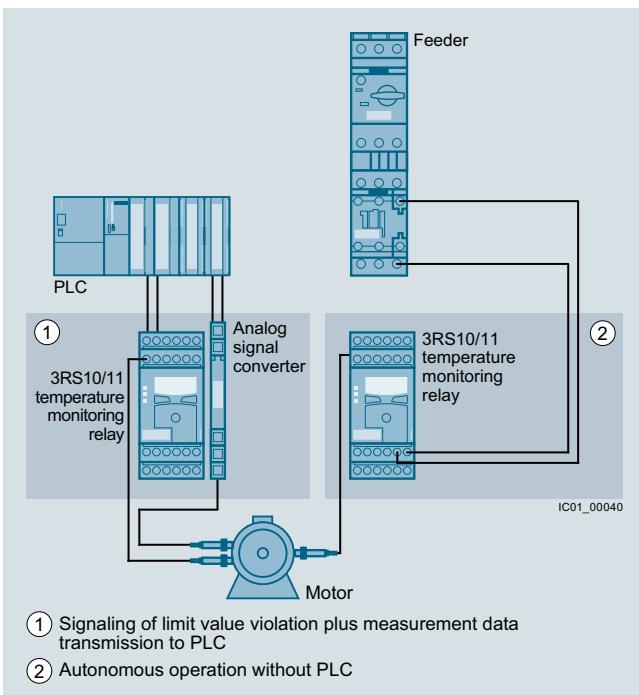 Feeder
PLC
1
Analog
signal
converter
3RS10/11
temperature
monitoring
relay
3RS10/11
temperature
monitoring
relay
2
IC01_00040
Motor
1 Signaling of limit value violation plus measurement data
transmission to PLC
2 Autonomous operation without PLC